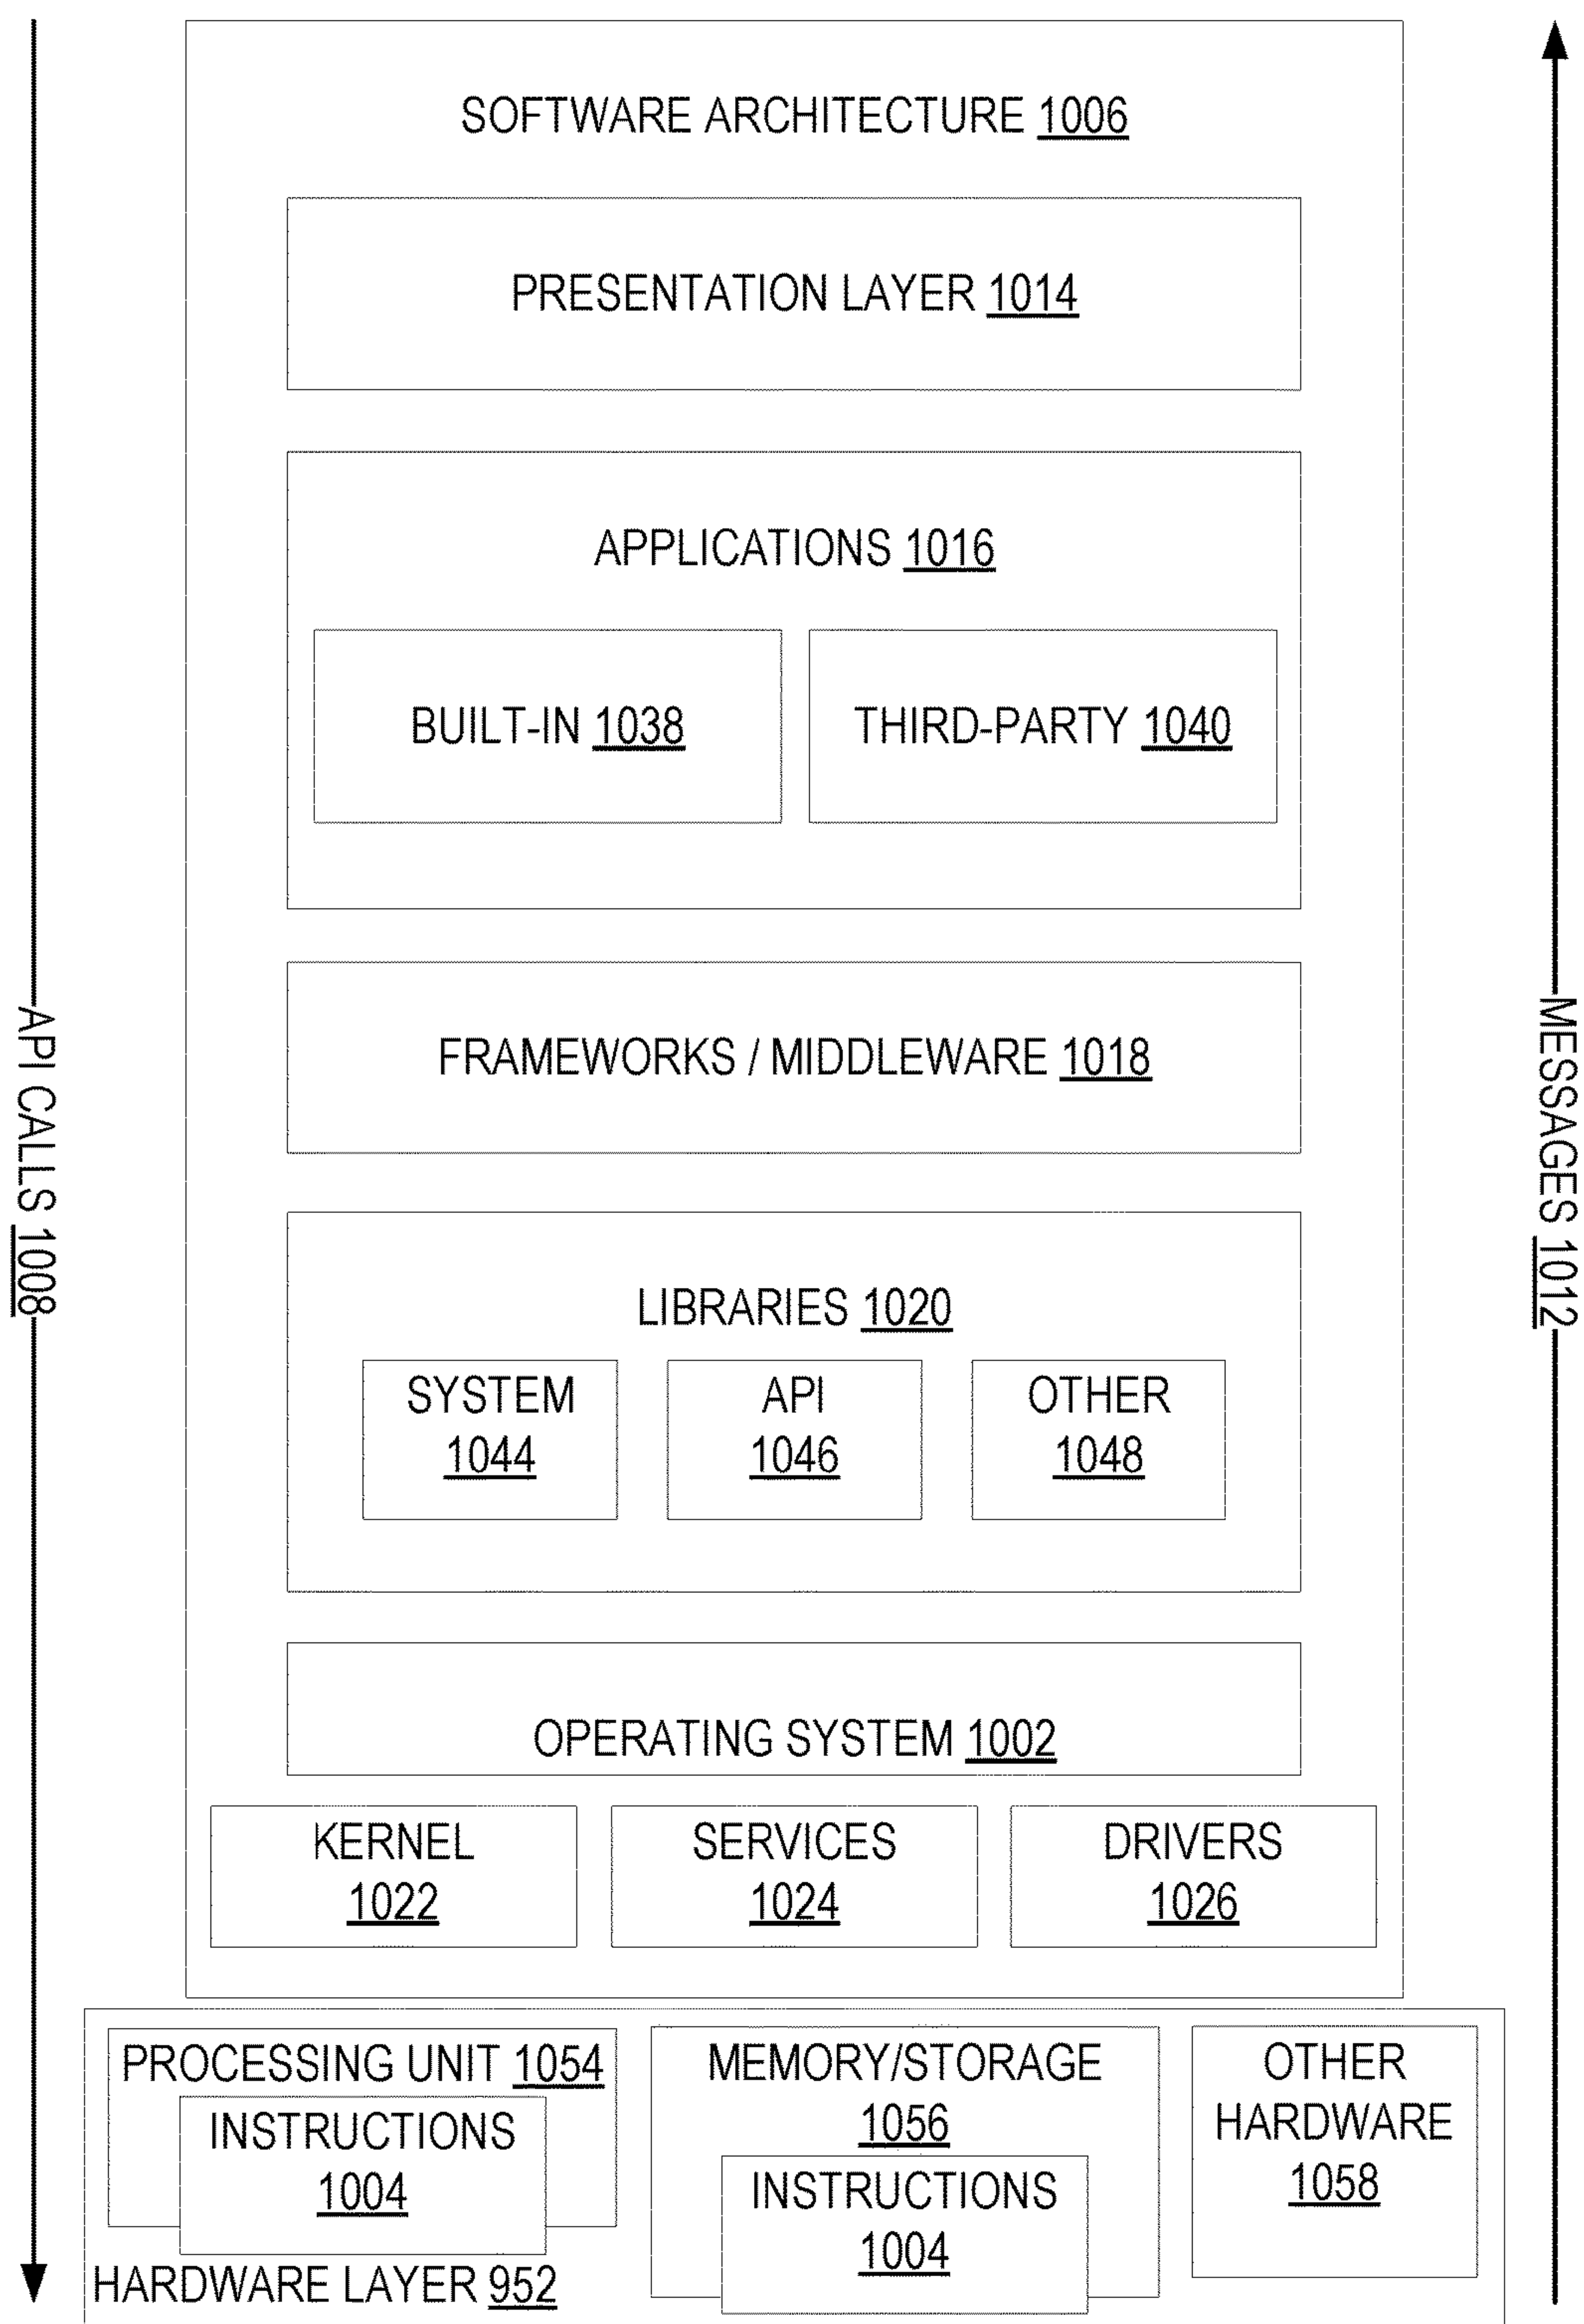 SOFTWARE ARCHITECTURE 1006
PRESENTATION LAYER 1014
APPLICATIONS 1016
BUILT-IN 1038
THIRD-PARTY 1040
FRAMEWORKS / MIDDLEWARE 1018
LIBRARIES 1020
SYSTEM
1044
API
1046
OTHER
1048
OPERATING SYSTEM 1002
KERNEL
1022
SERVICES
1024
DRIVERS
1026
PROCESSING UNIT 1054
INSTRUCTIONS
1004
MEMORY/STORAGE
1056
INSTRUCTIONS
1004
OTHER
HARDWARE
1058
HARDWARE LAYER 952
API CALLS 1008
MESSAGES 1012